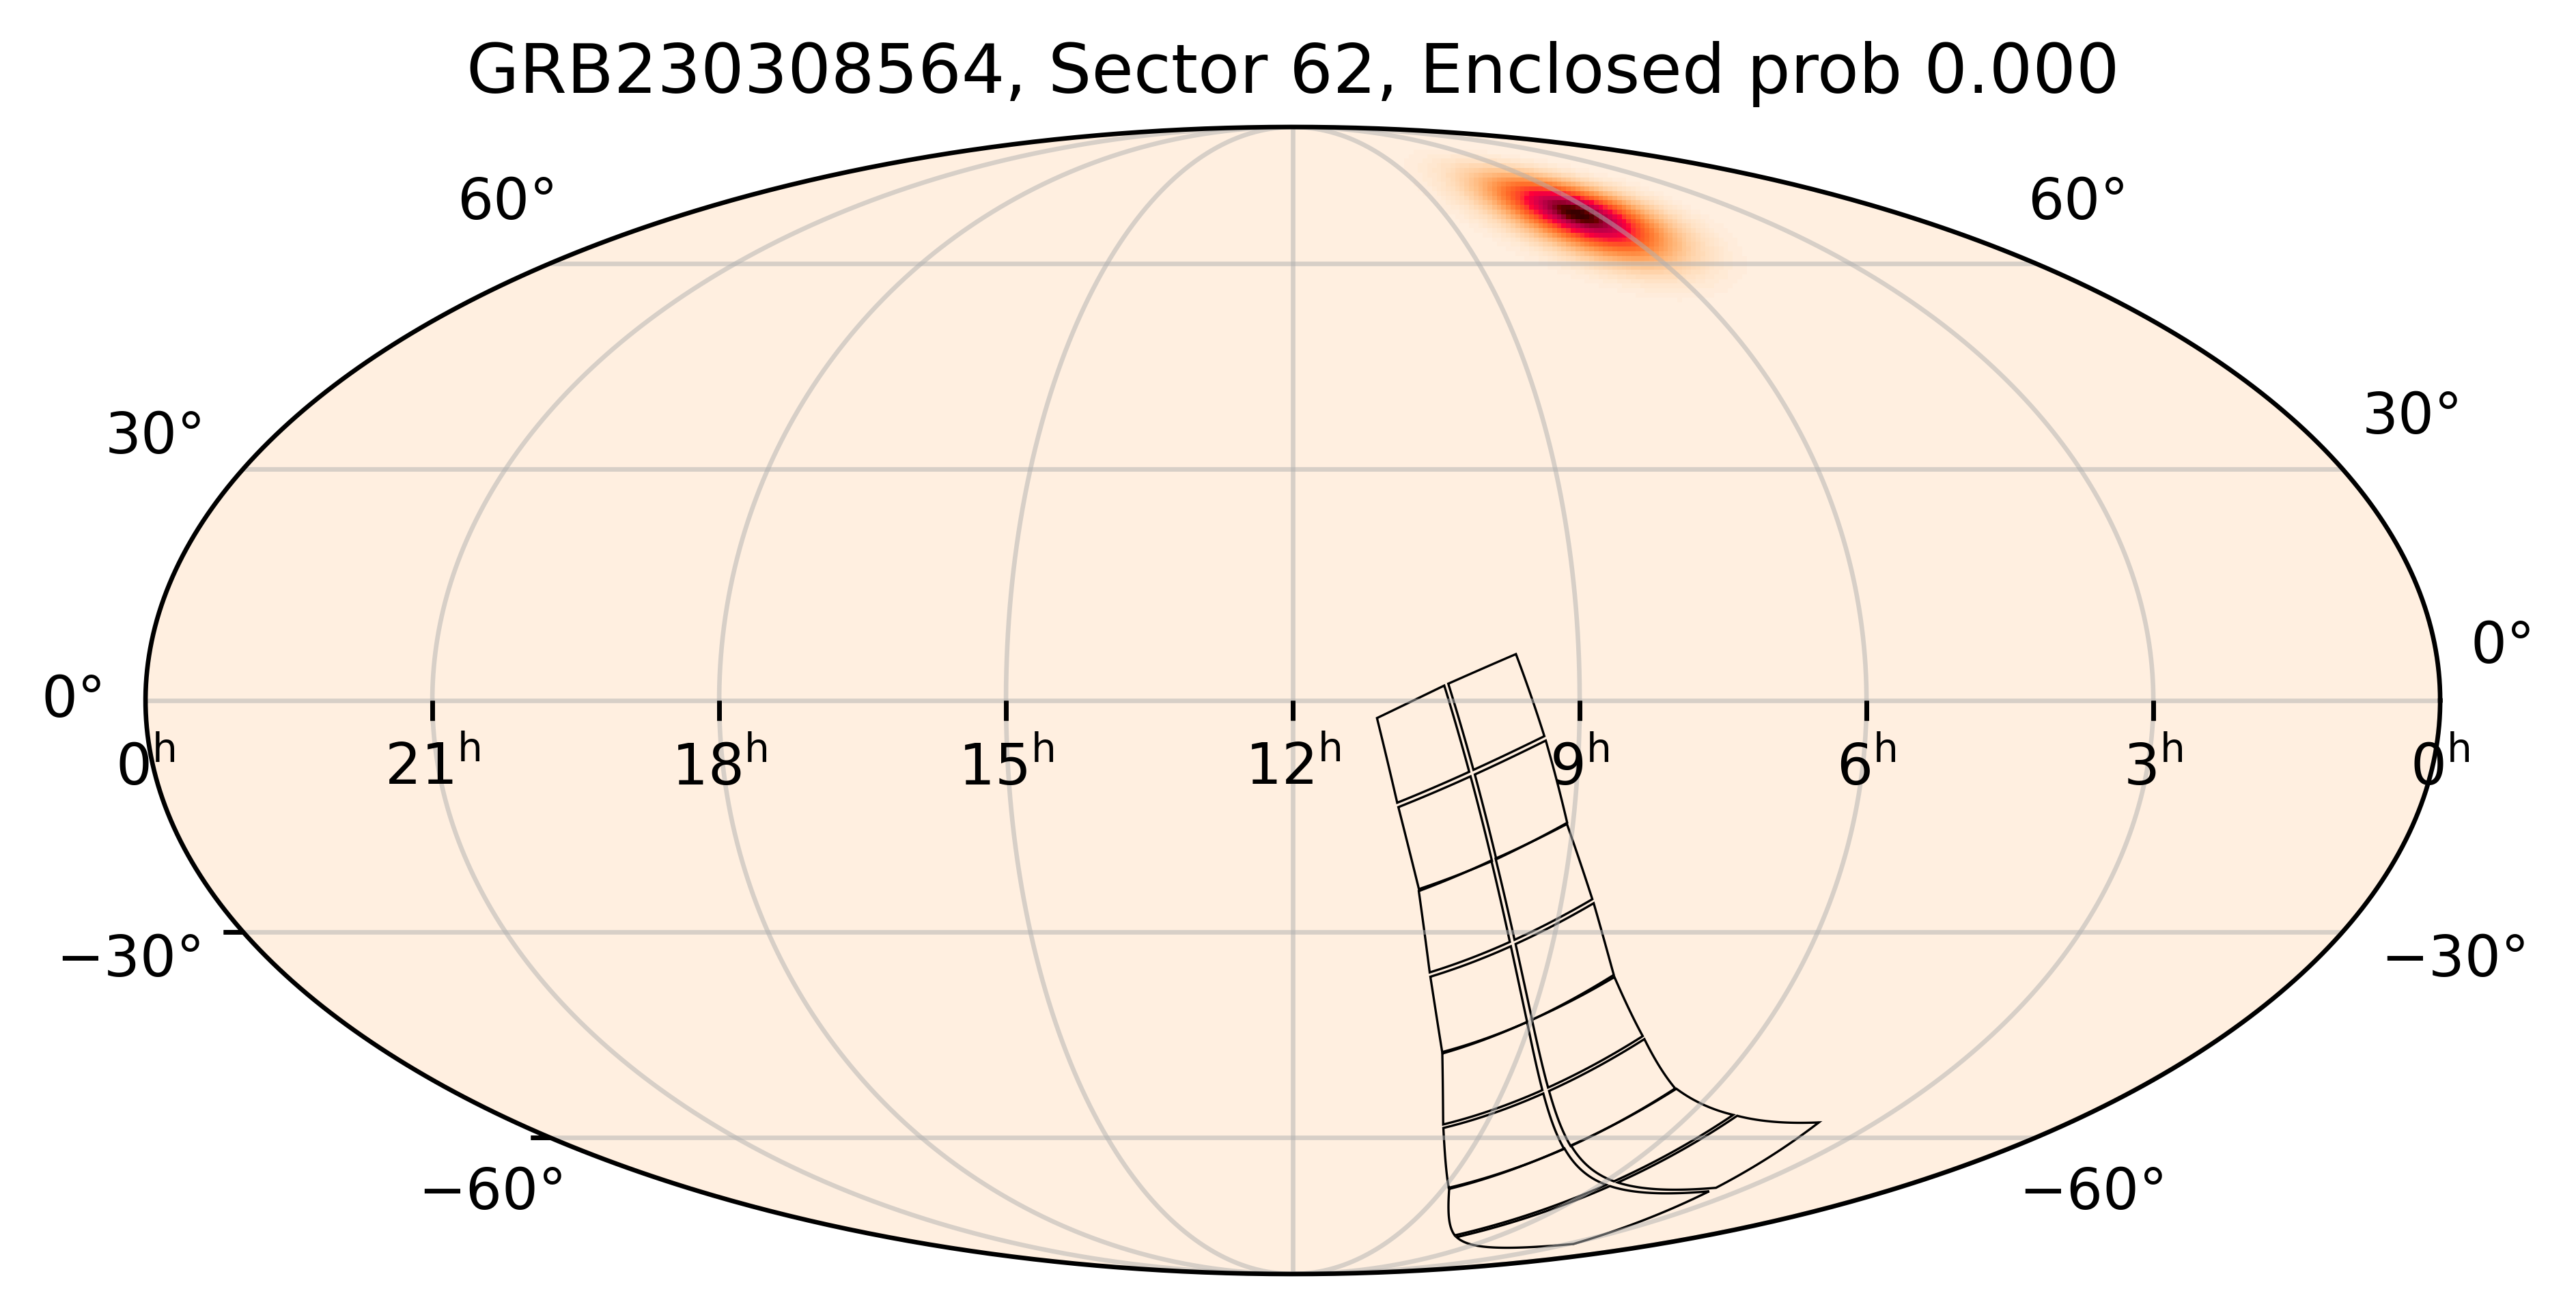 GRB230308564, Sector 62, Enclosed prob 0.000
60° 60°
30° 30°
0° 0°
0ʰ 21ʰ 18ʰ 15ʰ 12ʰ 9ʰ 6ʰ 3ʰ 0ʰ
−30° −30°
−60° −60°